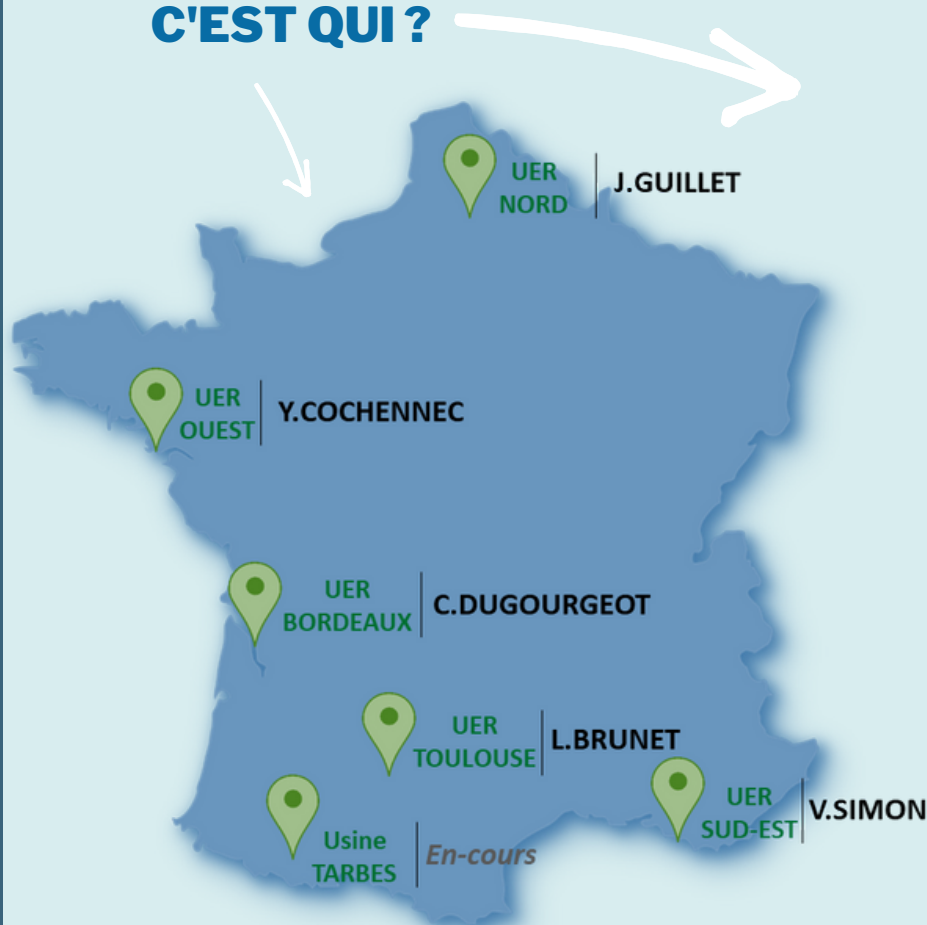 C'EST QUI ?
UER
NORD
J.GUILLET
UER
OUEST
Y.COCHENNEC
UER
BORDEAUX
C.DUGOURGEOT
UER
TOULOUSE
L.BRUNET
UER
SUD-EST
V.SIMON
Usine
TARBES
En-cours